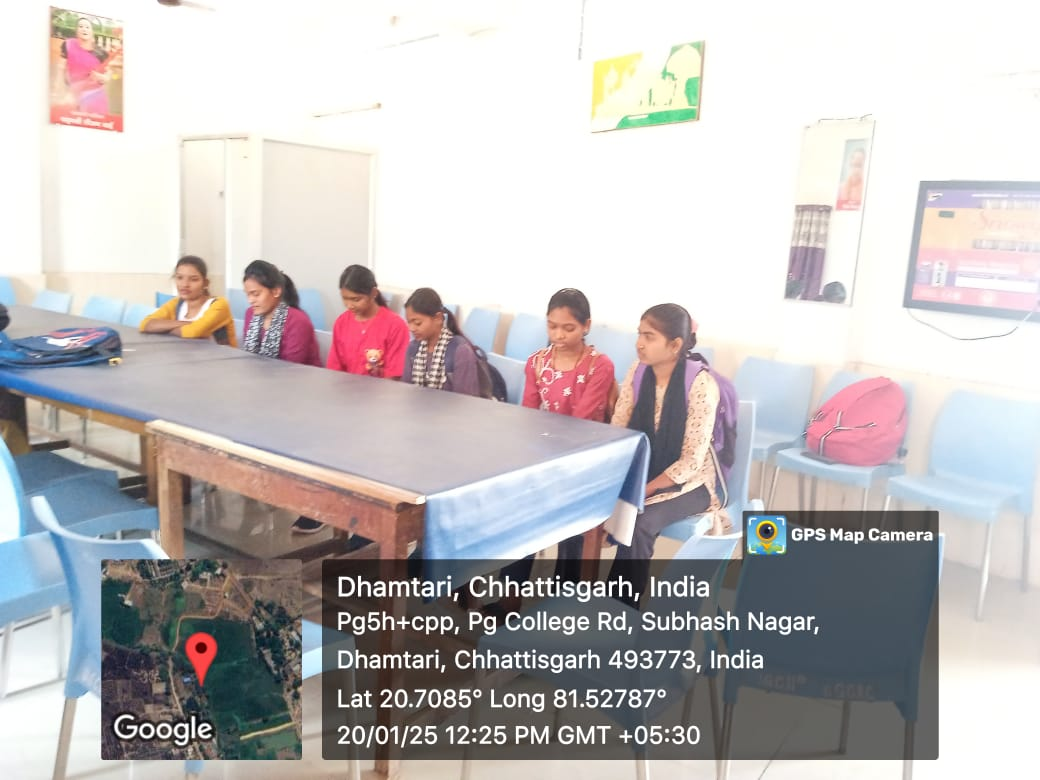 GPS Map Camera
Dhamtari, Chhattisgarh, India
Pg5h+cpp, Pg College Rd, Subhash Nagar,
Dhamtari, Chhattisgarh 493773, India
Lat 20.7085° Long 81.52787°
20/01/25 12:25 PM GMT +05:30
Google